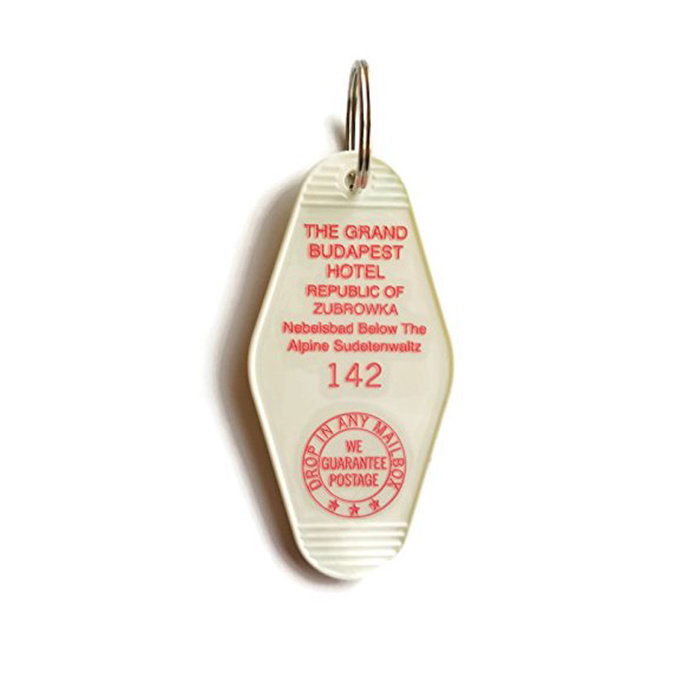 THE GRAND
BUDAPEST
HOTEL
REPUBLIC OF
ZUBROWKA
Nebelsbad Below The
Alpine Sudetenwaltz
142
DROP IN ANY MAILBOX
WE
GUARANTEE
POSTAGE